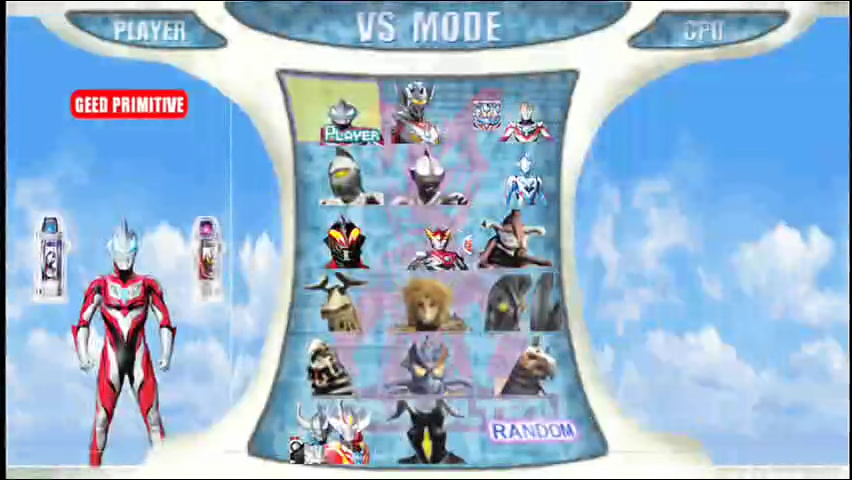 PLAYER
VS MODE
CPU
GEED PRIMITIVE
PLAYER
RANDOM